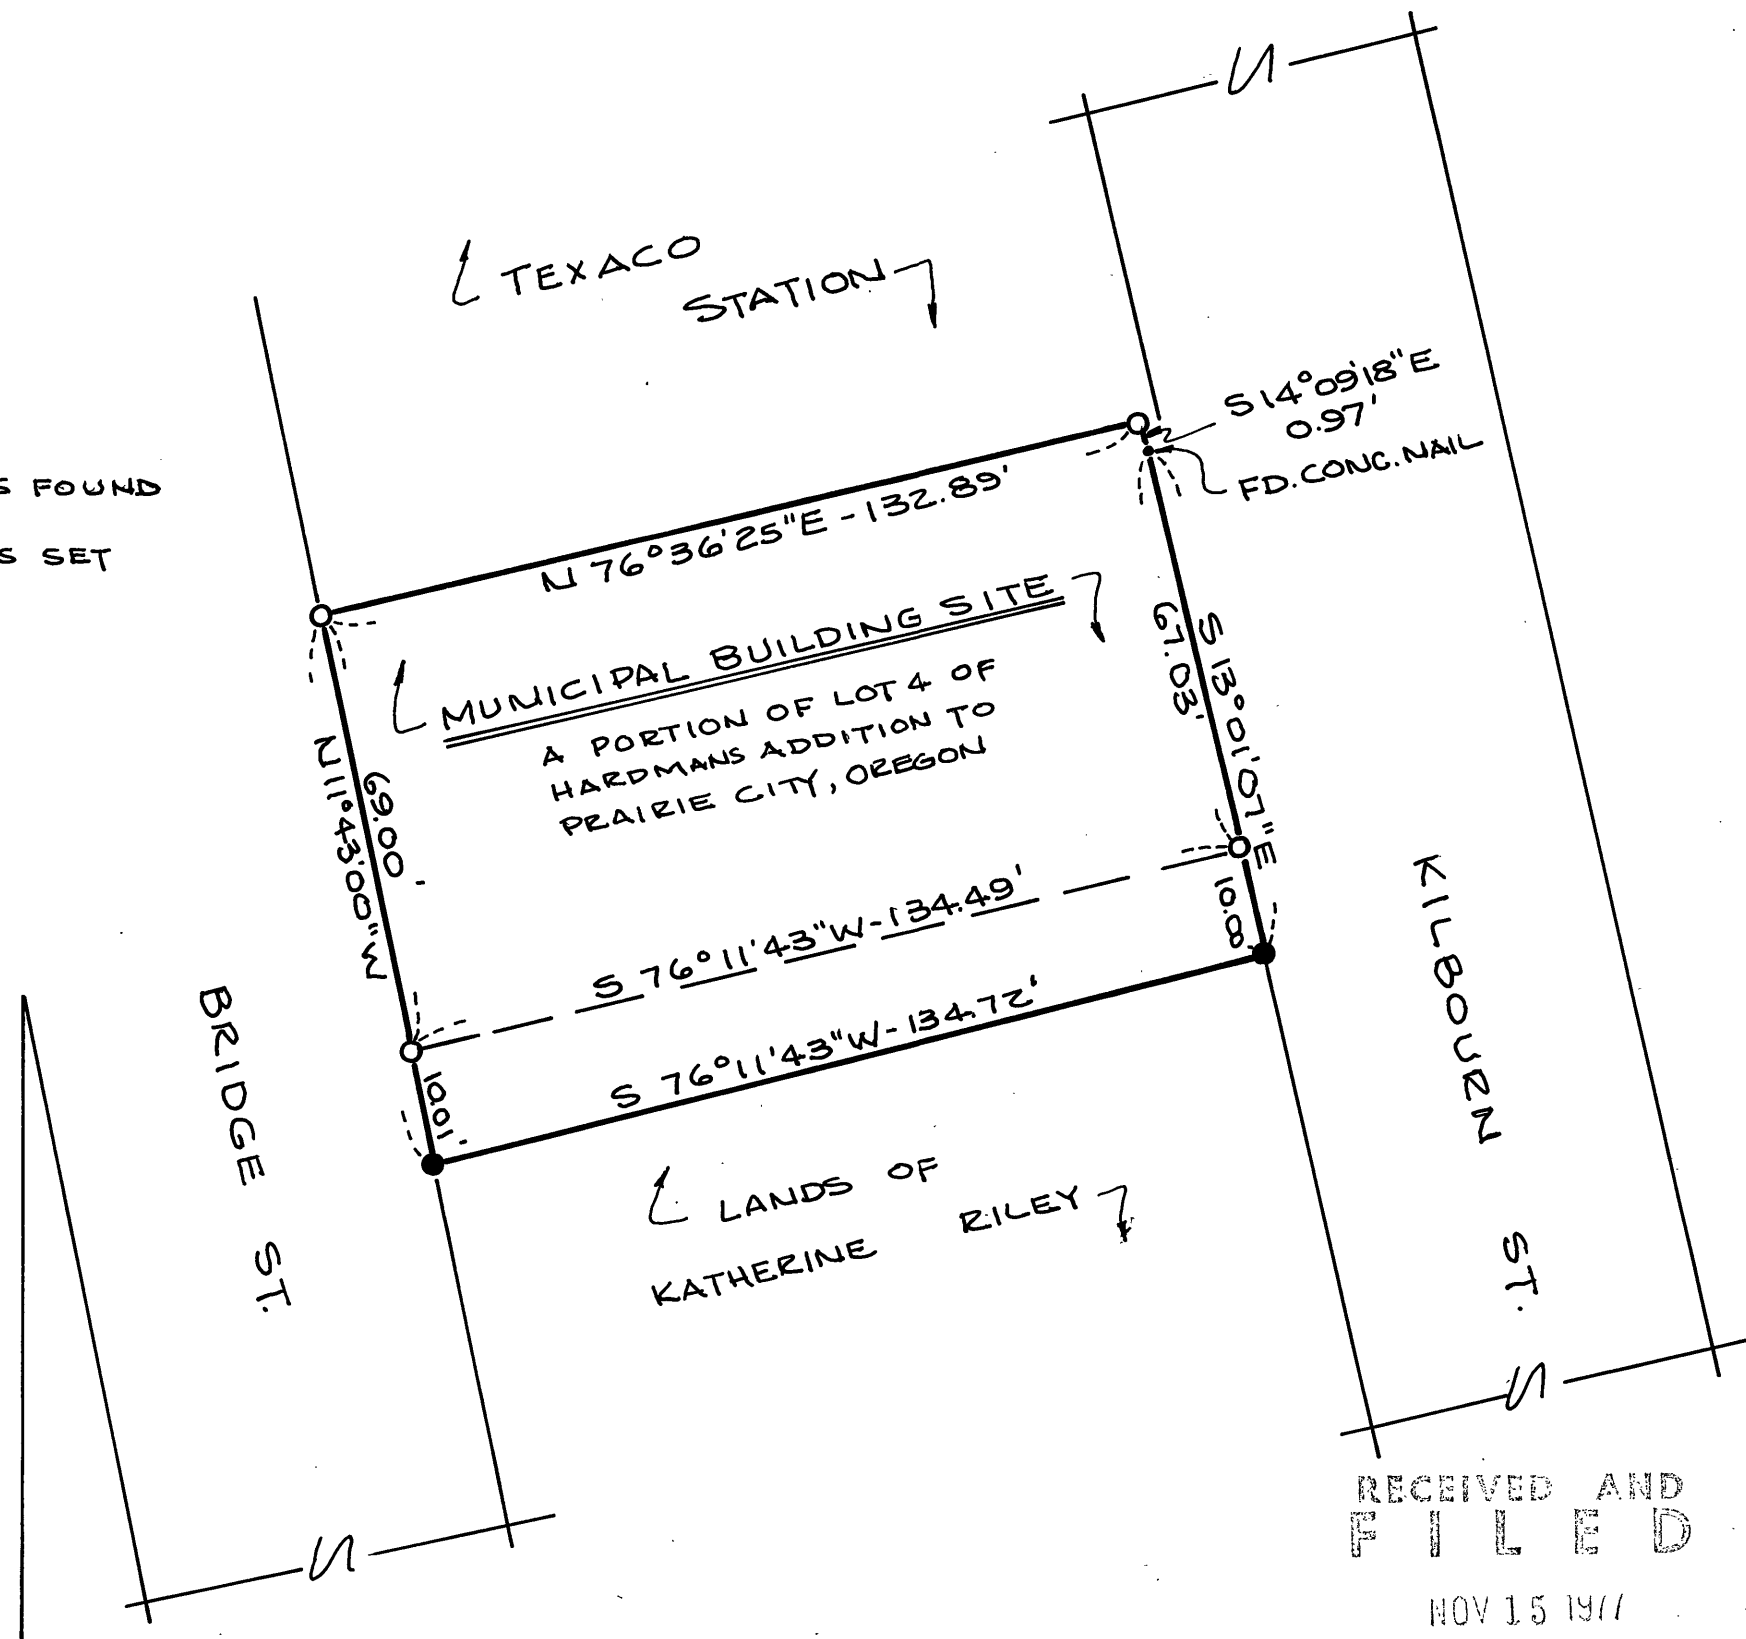 TEXACO
STATION
S 14°09'18"E
0.97'
FD. CONC. NAIL
S FOUND
S SET
N 76°36'25"E - 132.89'
MUNICIPAL BUILDING SITE
A PORTION OF LOT 4 OF
HARDMANS ADDITION TO
PRAIRIE CITY, OREGON
S 13°01'07"E
67.03'
69.00'
N11°43'00"W
S 76°11'43"W - 134.49'
10.08'
S 76°11'43"W - 134.72'
10.01'
BRIDGE ST.
KILBOURN ST.
LANDS OF
KATHERINE RILEY
RECEIVED AND
FILED
NOV 15 1977